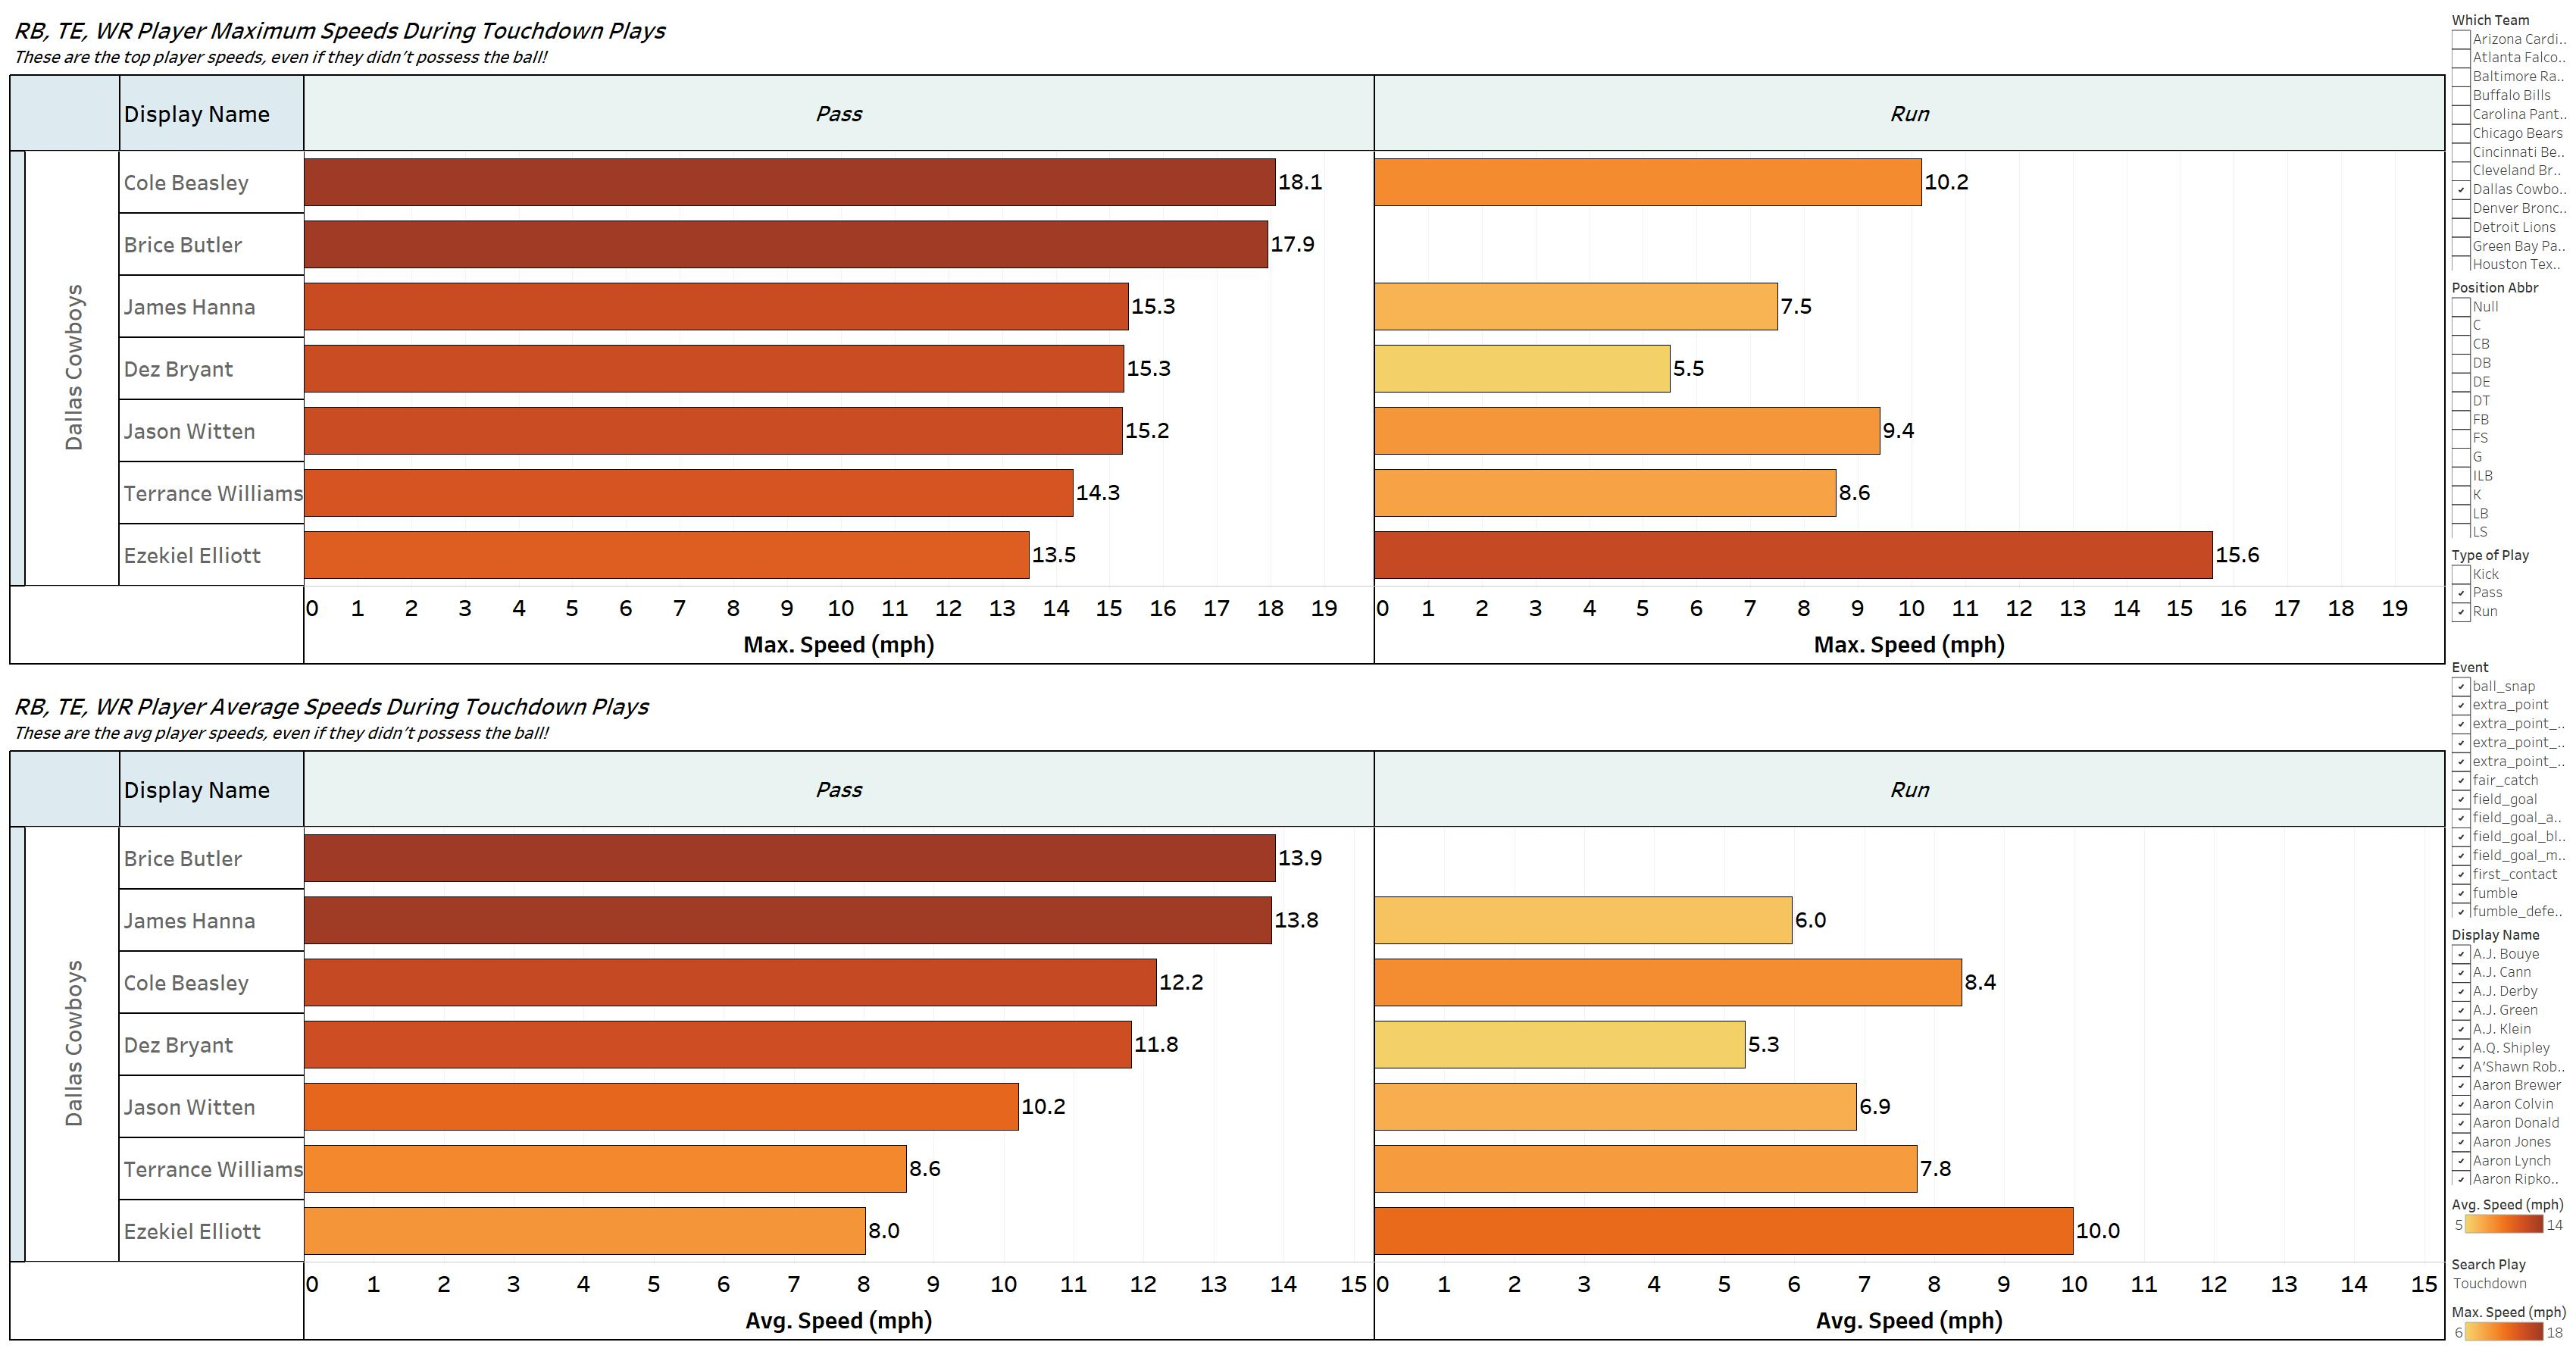 RB, TE, WR Player Maximum Speeds During Touchdown Plays
These are the top player speeds, even if they didn't possess the ball!
Display Name
Pass
Run
Dallas Cowboys
Cole Beasley 18.1 10.2
Brice Butler 17.9
James Hanna 15.3 7.5
Dez Bryant 15.3 5.5
Jason Witten 15.2 9.4
Terrance Williams 14.3 8.6
Ezekiel Elliott 13.5 15.6
0 1 2 3 4 5 6 7 8 9 10 11 12 13 14 15 16 17 18 19
0 1 2 3 4 5 6 7 8 9 10 11 12 13 14 15 16 17 18 19
Max. Speed (mph)
Max. Speed (mph)
RB, TE, WR Player Average Speeds During Touchdown Plays
These are the avg player speeds, even if they didn't possess the ball!
Display Name
Pass
Run
Dallas Cowboys
Brice Butler 13.9
James Hanna 13.8 6.0
Cole Beasley 12.2 8.4
Dez Bryant 11.8 5.3
Jason Witten 10.2 6.9
Terrance Williams 8.6 7.8
Ezekiel Elliott 8.0 10.0
0 1 2 3 4 5 6 7 8 9 10 11 12 13 14 15
0 1 2 3 4 5 6 7 8 9 10 11 12 13 14 15
Avg. Speed (mph)
Avg. Speed (mph)
Which Team
Arizona Cardi..
Atlanta Falco..
Baltimore Ra..
Buffalo Bills
Carolina Pant..
Chicago Bears
Cincinnati Be..
Cleveland Br..
Dallas Cowbo..
Denver Bronc..
Detroit Lions
Green Bay Pa..
Houston Tex..
Position Abbr
Null
C
CB
DB
DE
DT
FB
FS
G
ILB
K
LB
LS
Type of Play
Kick
Pass
Run
Event
ball_snap
extra_point
extra_point_..
extra_point_..
extra_point_..
fair_catch
field_goal
field_goal_a..
field_goal_bl..
field_goal_m..
first_contact
fumble
fumble_defe..
Display Name
A.J. Bouye
A.J. Cann
A.J. Derby
A.J. Green
A.J. Klein
A.Q. Shipley
A'Shawn Rob..
Aaron Brewer
Aaron Colvin
Aaron Donald
Aaron Jones
Aaron Lynch
Aaron Ripko..
Avg. Speed (mph)
5 14
Search Play
Touchdown
Max. Speed (mph)
6 18